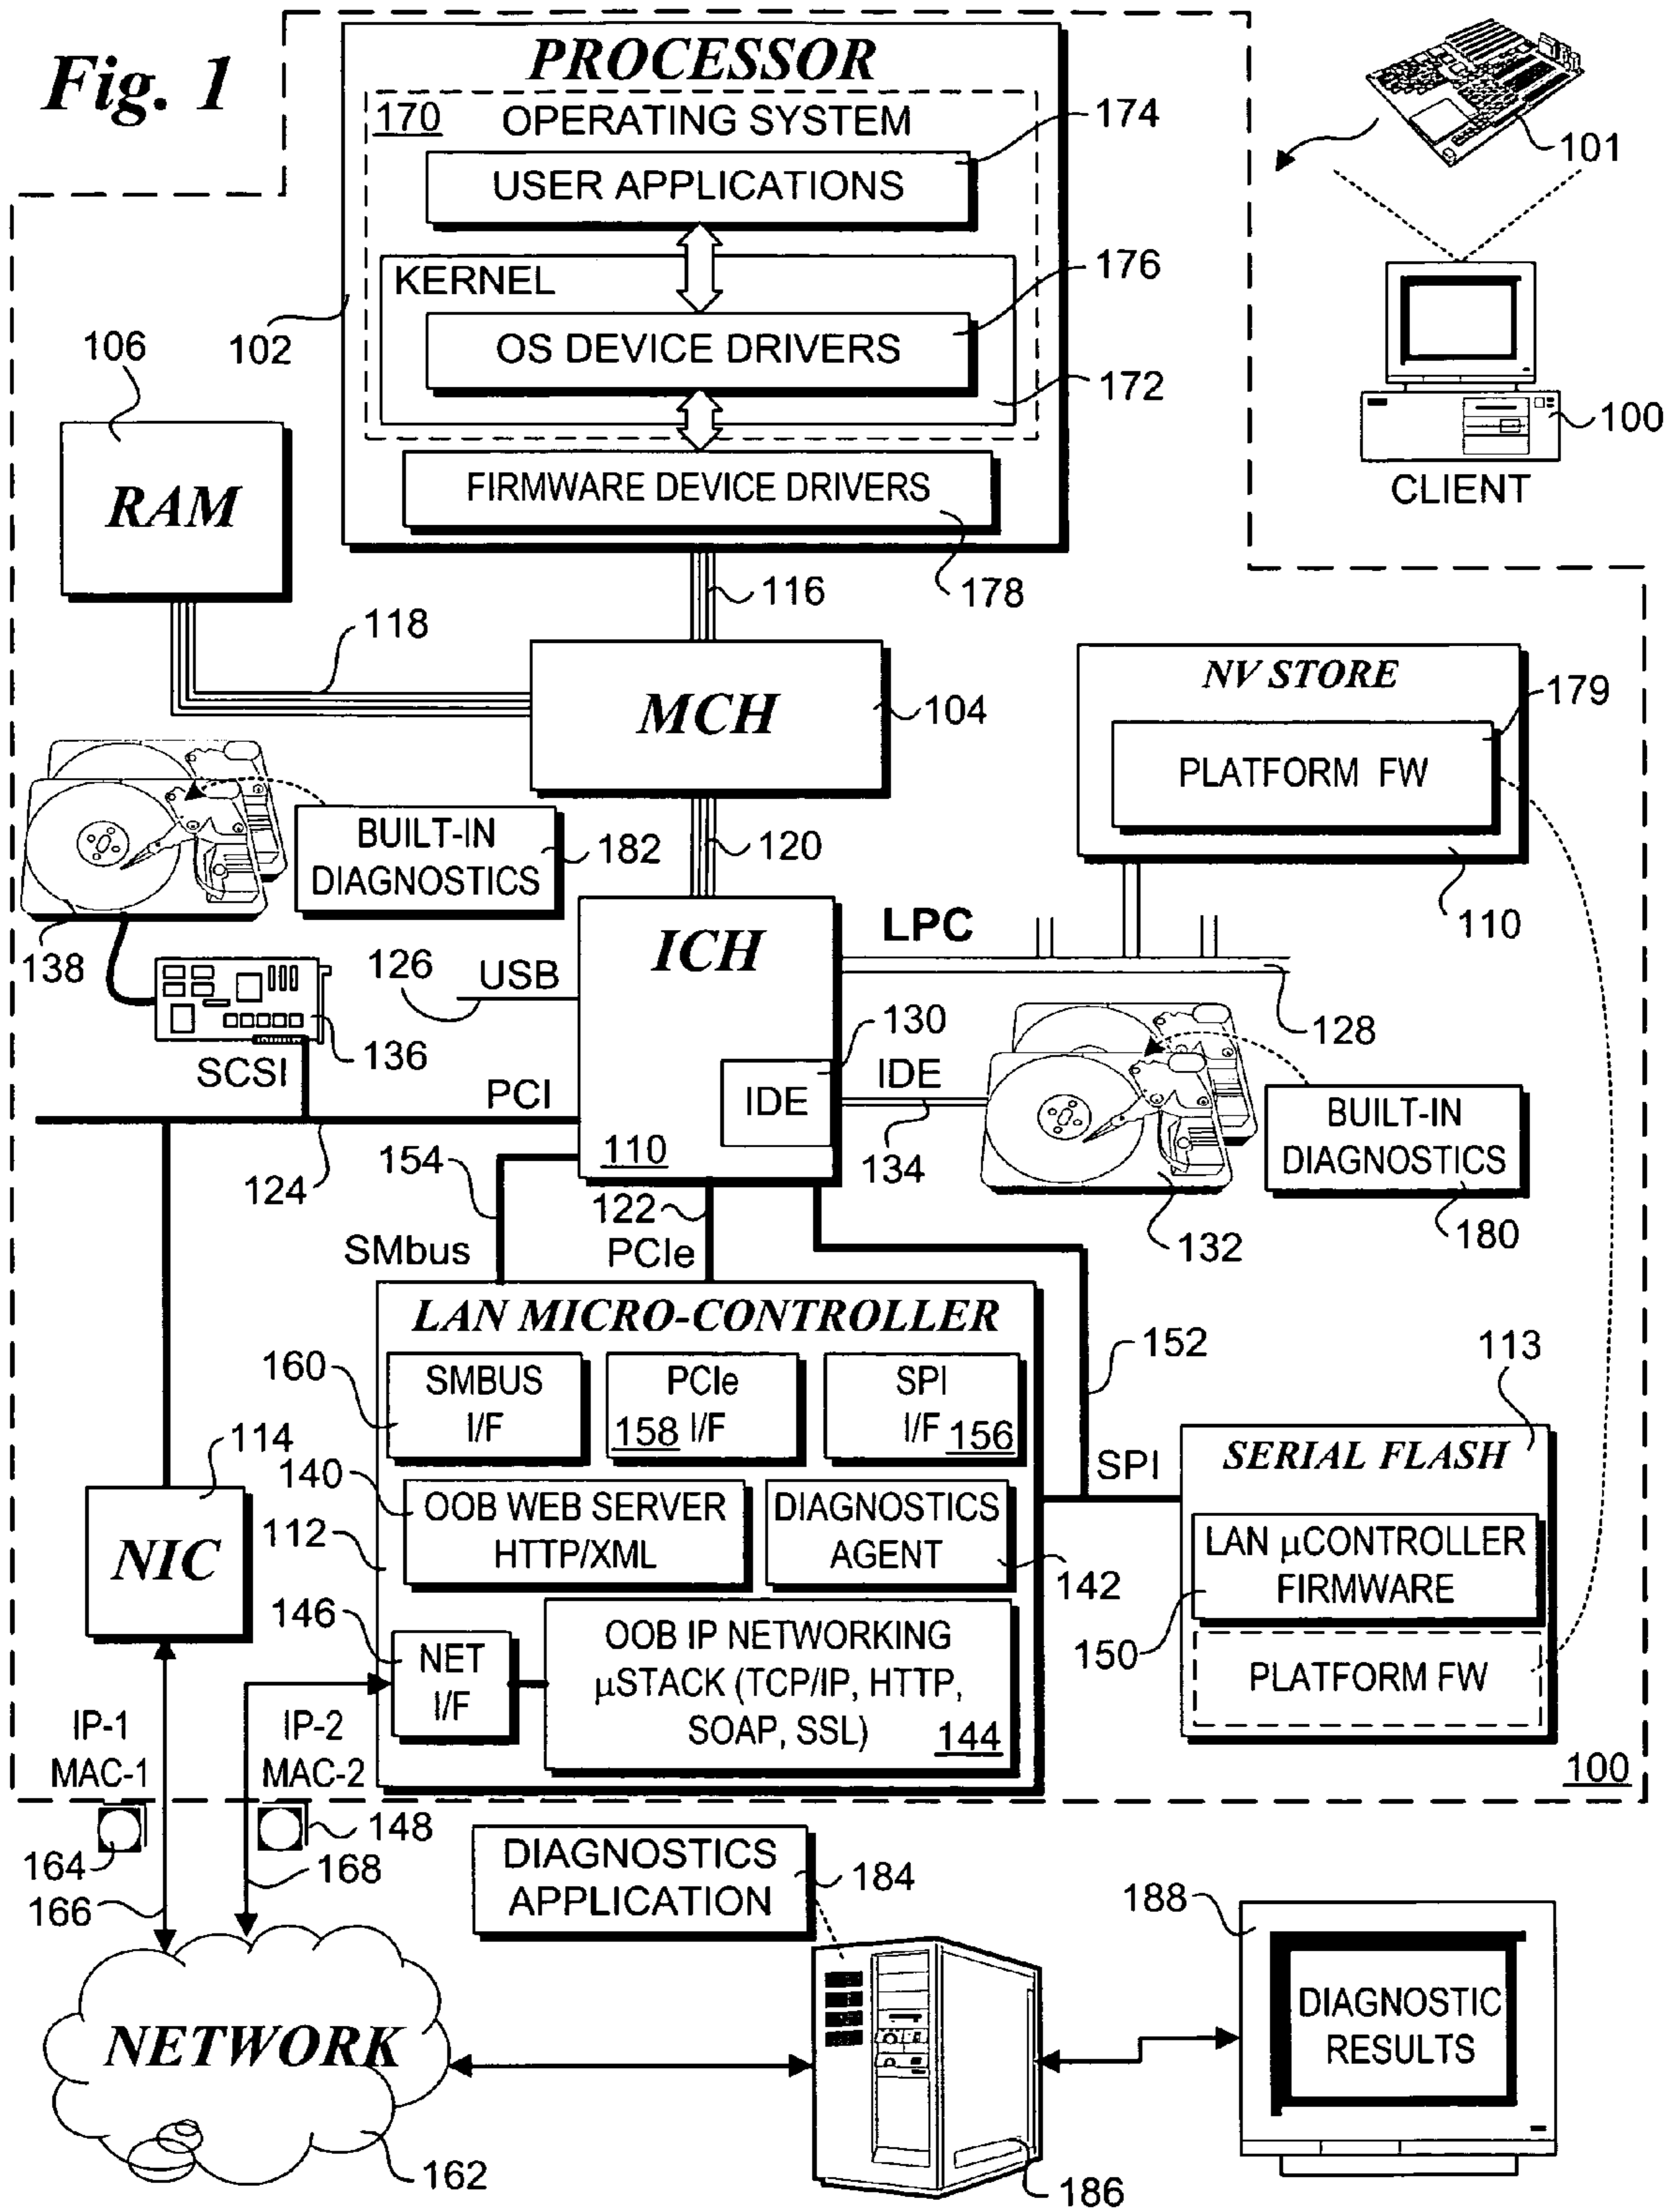 Fig. 1
PROCESSOR
170
OPERATING SYSTEM
174
USER APPLICATIONS
KERNEL
176
OS DEVICE DRIVERS
172
102
FIRMWARE DEVICE DRIVERS
178
101
100
CLIENT
106
RAM
116
118
MCH
104
NV STORE
179
PLATFORM FW
110
BUILT-IN
DIAGNOSTICS
182
120
138
ICH
LPC
126
USB
128
130
136
SCSI
PCI
IDE
IDE
110
134
124
132
BUILT-IN
DIAGNOSTICS
180
154
122
SMbus
PCIe
LAN MICRO-CONTROLLER
152
113
160
SMBUS
I/F
PCIe
158 I/F
SPI
I/F 156
114
140
OOB WEB SERVER
HTTP/XML
DIAGNOSTICS
AGENT
SPI
SERIAL FLASH
NIC
112
142
LAN µCONTROLLER
FIRMWARE
146
150
NET
I/F
OOB IP NETWORKING
µSTACK (TCP/IP, HTTP,
SOAP, SSL)
144
PLATFORM FW
IP-1
MAC-1
IP-2
MAC-2
100
164
148
166
168
DIAGNOSTICS
APPLICATION
184
188
NETWORK
DIAGNOSTIC
RESULTS
162
186